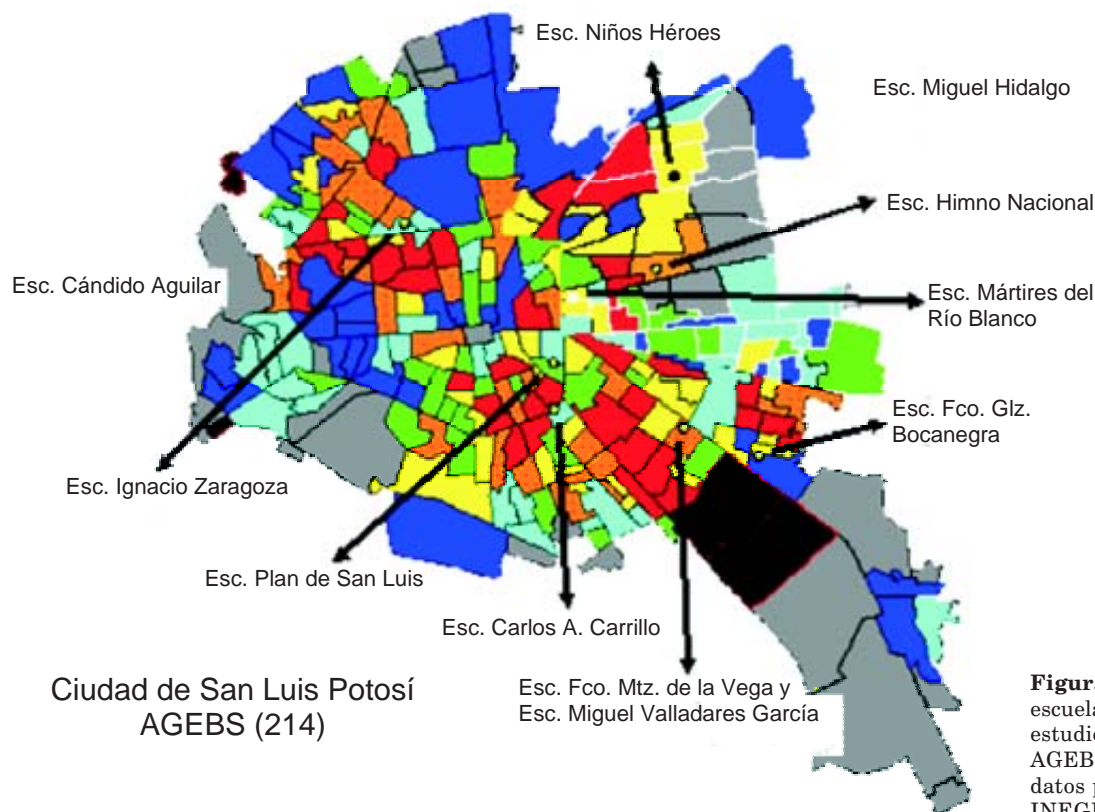 Esc. Niños Héroes
Esc. Miguel Hidalgo
Esc. Himno Nacional
Esc. Cándido Aguilar
Esc. Mártires del
Río Blanco
Esc. Fco. Glz.
Bocanegra
Esc. Ignacio Zaragoza
Esc. Plan de San Luis
Esc. Carlos A. Carrillo
Esc. Fco. Mtz. de la Vega y
Esc. Miguel Valladares García
Ciudad de San Luis Potosí
AGEBS (214)
escuela
datos